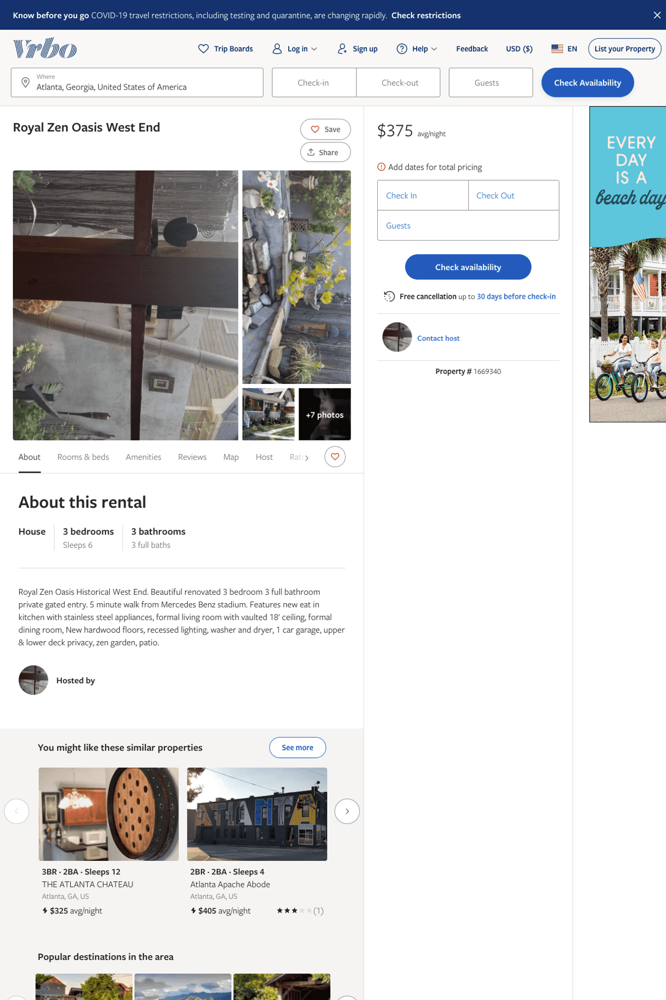 Know before you go COVID-19 travel restrictions, including testing and quarantine, are changing rapidly. Check restrictions
Vrbo
Trip Boards
Log in
Sign up
Help
Feedback
USD ($)
EN
List your Property
Where
Atlanta, Georgia, United States of America
Check-in
Check-out
Guests
Check Availability
Royal Zen Oasis West End
Save
Share
+7 photos
$375 avg/night
Add dates for total pricing
Check In
Check Out
Guests
Check availability
Free cancellation up to 30 days before check-in
Contact host
Property # 1669340
EVERY
DAY
IS A
beach day
About
Rooms & beds
Amenities
Reviews
Map
Host
About this rental
House
3 bedrooms
Sleeps 6
3 bathrooms
3 full baths
Royal Zen Oasis Historical West End. Beautiful renovated 3 bedroom 3 full bathroom
private gated entry. 5 minute walk from Mercedes Benz stadium. Features new eat in
kitchen with stainless steel appliances, formal living room with vaulted 18' ceiling, formal
dining room, New hardwood floors, recessed lighting, washer and dryer, 1 car garage, upper
& lower deck privacy, zen garden, patio.
Hosted by
You might like these similar properties
See more
ATLANTA
3BR · 2BA · Sleeps 12
THE ATLANTA CHATEAU
Atlanta, GA, US
$325 avg/night
2BR · 2BA · Sleeps 4
Atlanta Apache Abode
Atlanta, GA, US
$405 avg/night
(1)
Popular destinations in the area